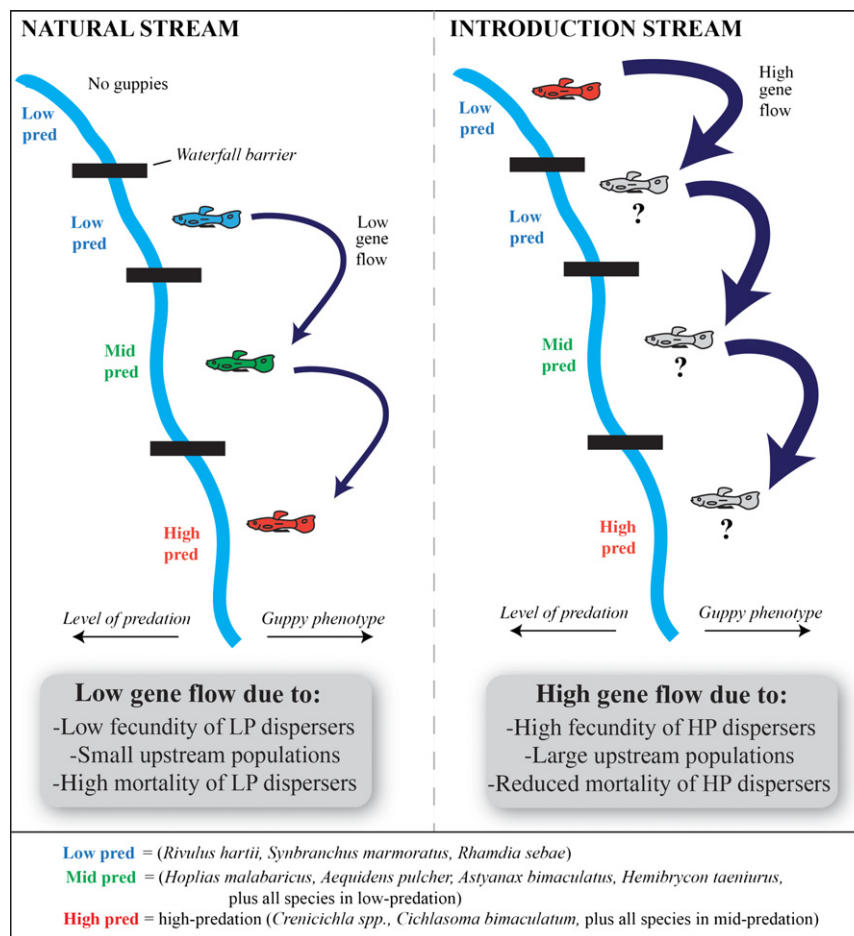 NATURAL STREAM
No guppies
Low
pred
Waterfall barrier
Low
pred
Low
gene
flow
Mid
pred
High
pred
Level of predation
Guppy phenotype
Low gene flow due to:
-Low fecundity of LP dispersers
-Small upstream populations
-High mortality of LP dispersers
INTRODUCTION STREAM
High
gene
flow
Low
pred
?
Low
pred
Mid
pred
?
High
pred
?
Level of predation
Guppy phenotype
High gene flow due to:
-High fecundity of HP dispersers
-Large upstream populations
-Reduced mortality of HP dispersers
Low pred = (Rivulus hartii, Synbranchus marmoratus, Rhamdia sebae)
Mid pred = (Hoplias malabaricus, Aequidens pulcher, Astyanax bimaculatus, Hemibrycon taeniurus,
plus all species in low-predation)
High pred = high-predation (Crenicichla spp., Cichlasoma bimaculatum, plus all species in mid-predation)